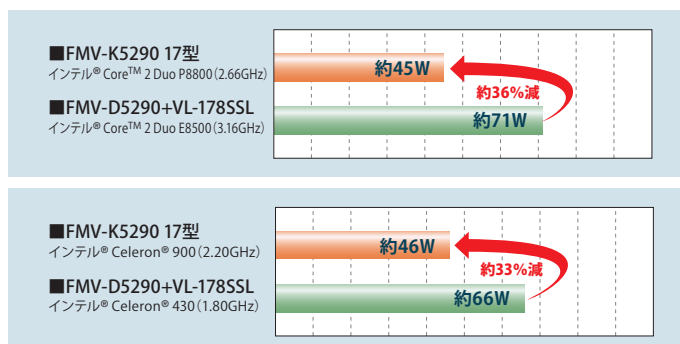 ■FMV-K5290 17型
インテル® Core™ 2 Duo P8800(2.66GHz)
約45W
約36%減
■FMV-D5290+VL-178SSL
インテル® Core™ 2 Duo E8500(3.16GHz)
約71W
■FMV-K5290 17型
インテル® Celeron® 900(2.20GHz)
約46W
約33%減
■FMV-D5290+VL-178SSL
インテル® Celeron® 430(1.80GHz)
約66W